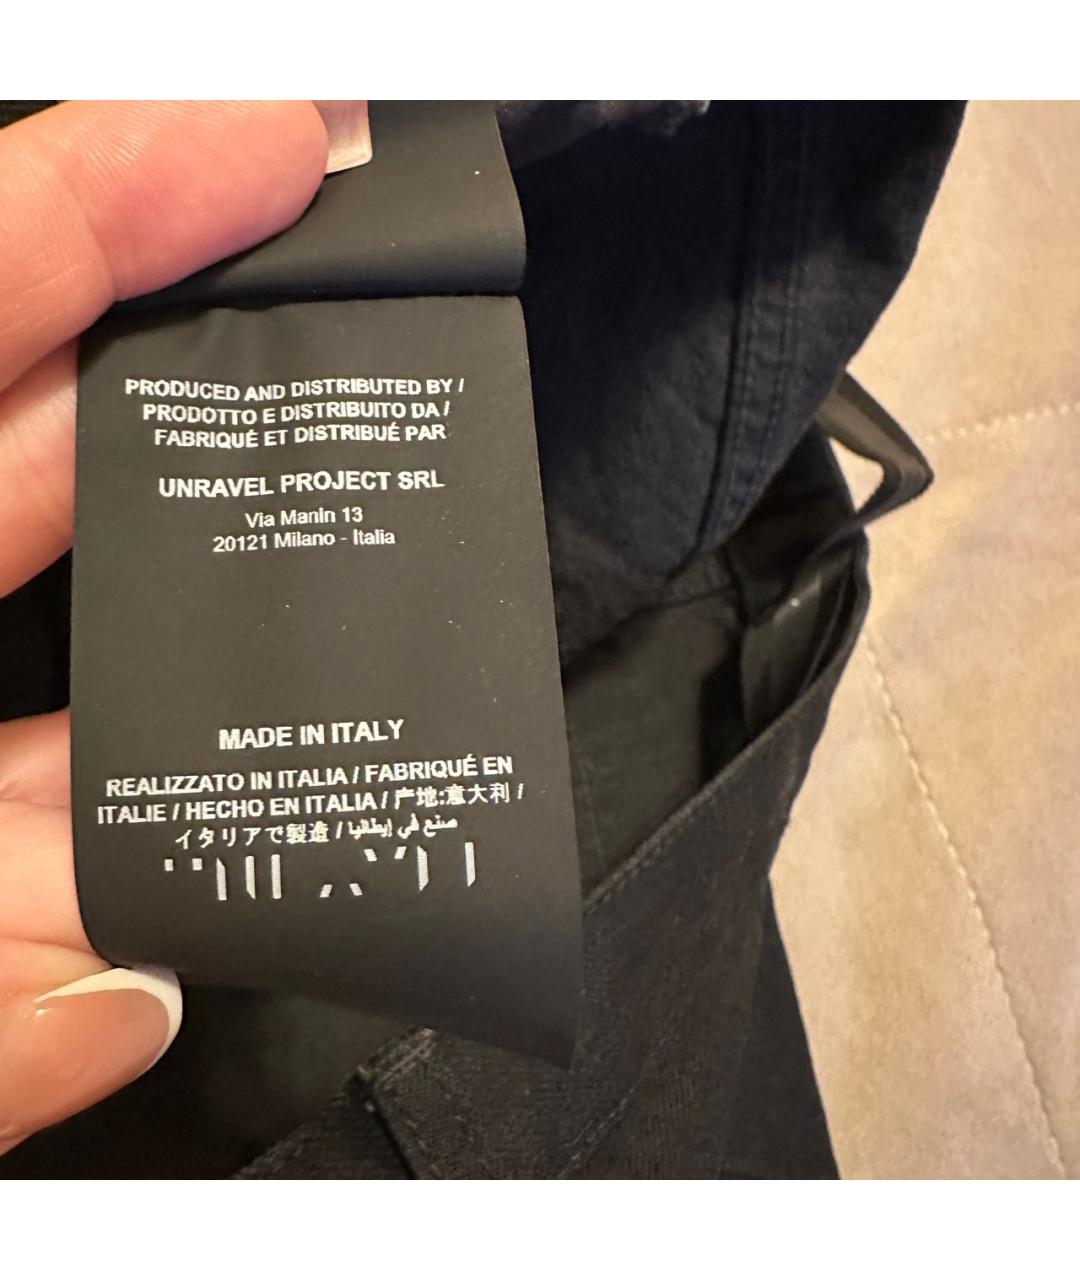 PRODUCED AND DISTRIBUTED BY /
PRODOTTO E DISTRIBUITO DA /
FABRIQUÉ ET DISTRIBUÉ PAR
UNRAVEL PROJECT SRL
Via Manin 13
20121 Milano - Italia
MADE IN ITALY
REALIZZATO IN ITALIA / FABRIQUÉ EN
ITALIE / HECHO EN ITALIA / 产地:意大利 /
イタリアで製造 / صنع في إيطاليا